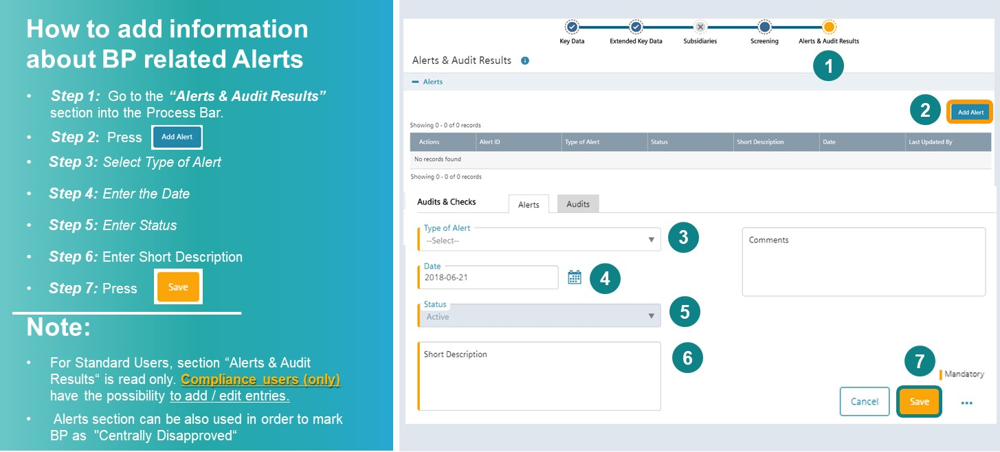 How to add information
about BP related Alerts
• Step 1: Go to the “Alerts & Audit Results”
section into the Process Bar.
• Step 2: Press Add Alert
• Step 3: Select Type of Alert
• Step 4: Enter the Date
• Step 5: Enter Status
• Step 6: Enter Short Description
• Step 7: Press Save
Note:
• For Standard Users, section “Alerts & Audit
Results“ is read only. Compliance users (only)
have the possibility to add / edit entries.
• Alerts section can be also used in order to mark
BP as "Centrally Disapproved“
Key Data Extended Key Data Subsidiaries Screening Alerts & Audit Results
Alerts & Audit Results
1
Alerts
2 Add Alert
Showing 0 - 0 of 0 records
Actions Alert ID Type of Alert Status Short Description Date Last Updated By
No records found
Showing 0 - 0 of 0 records
Audits & Checks Alerts Audits
Type of Alert
--Select--
3
Comments
Date
2018-06-21
4
Status
Active
5
Short Description
6
7
Mandatory
Cancel Save ...